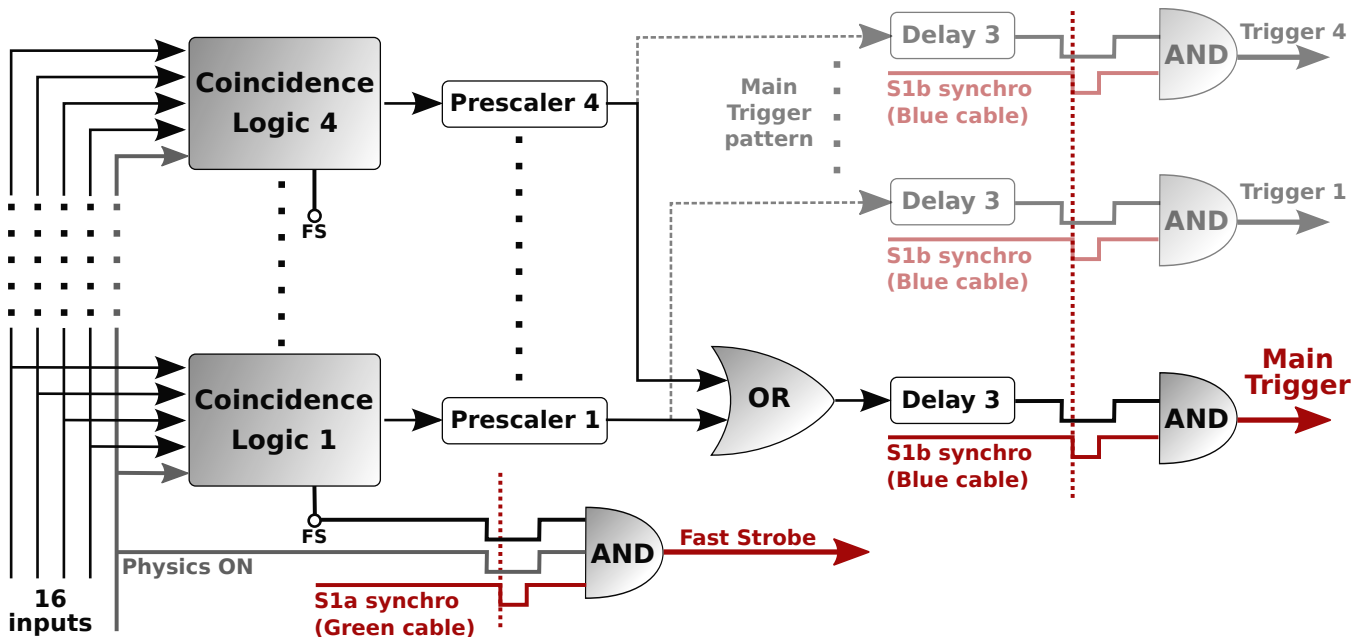 Coincidence
Logic 4
FS
Prescaler 4
Main
Trigger
pattern
Delay 3
S1b synchro
(Blue cable)
AND
Trigger 4
Delay 3
S1b synchro
(Blue cable)
AND
Trigger 1
Coincidence
Logic 1
FS
Prescaler 1
OR
Delay 3
S1b synchro
(Blue cable)
AND
Main
Trigger
Physics ON
S1a synchro
(Green cable)
AND
Fast Strobe
16
inputs